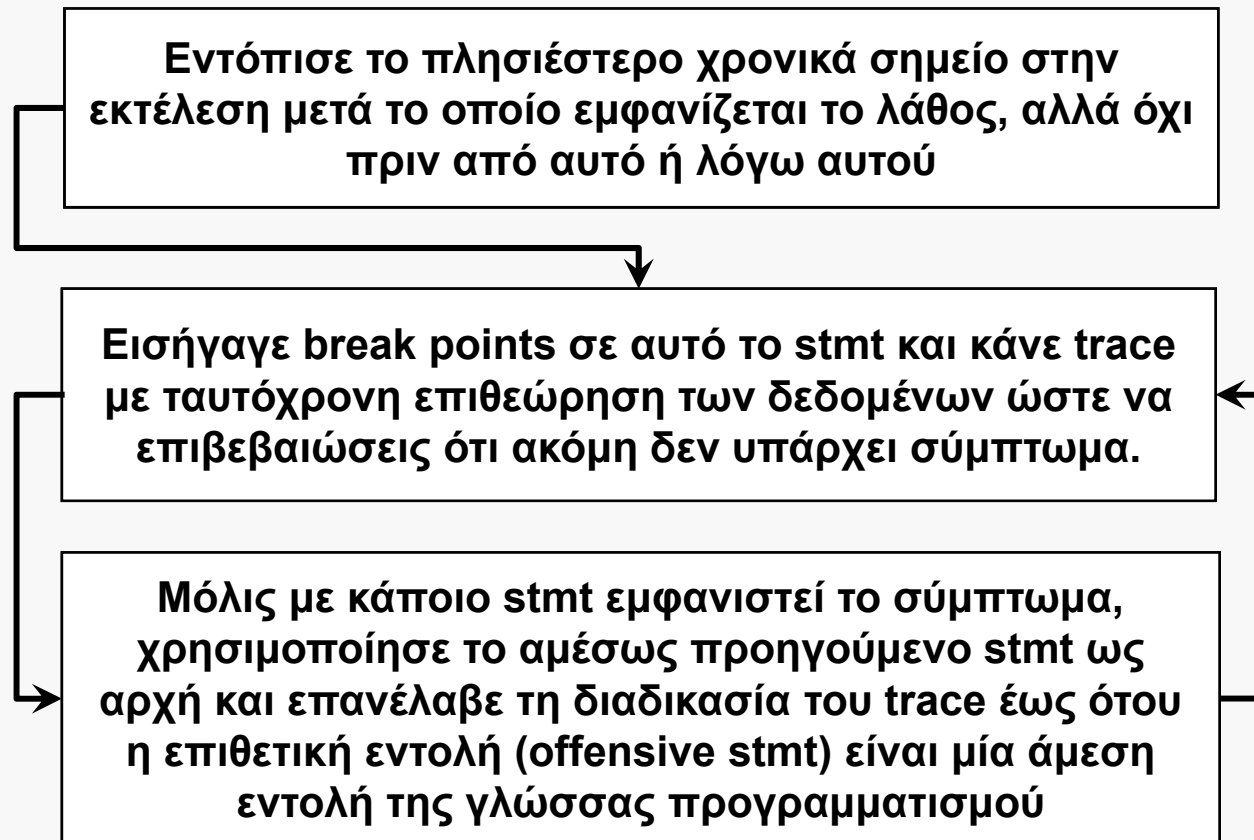 Εντόπισε το πλησιέστερο χρονικά σημείο στην
εκτέλεση μετά το οποίο εμφανίζεται το λάθος, αλλά όχι
πριν από αυτό ή λόγω αυτού
Εισήγαγε break points σε αυτό το stmt και κάνε trace
με ταυτόχρονη επιθεώρηση των δεδομένων ώστε να
επιβεβαιώσεις ότι ακόμη δεν υπάρχει σύμπτωμα.
Μόλις με κάποιο stmt εμφανιστεί το σύμπτωμα,
χρησιμοποίησε το αμέσως προηγούμενο stmt ως
αρχή και επανέλαβε τη διαδικασία του trace έως ότου
η επιθετική εντολή (offensive stmt) είναι μία άμεση
εντολή της γλώσσας προγραμματισμού